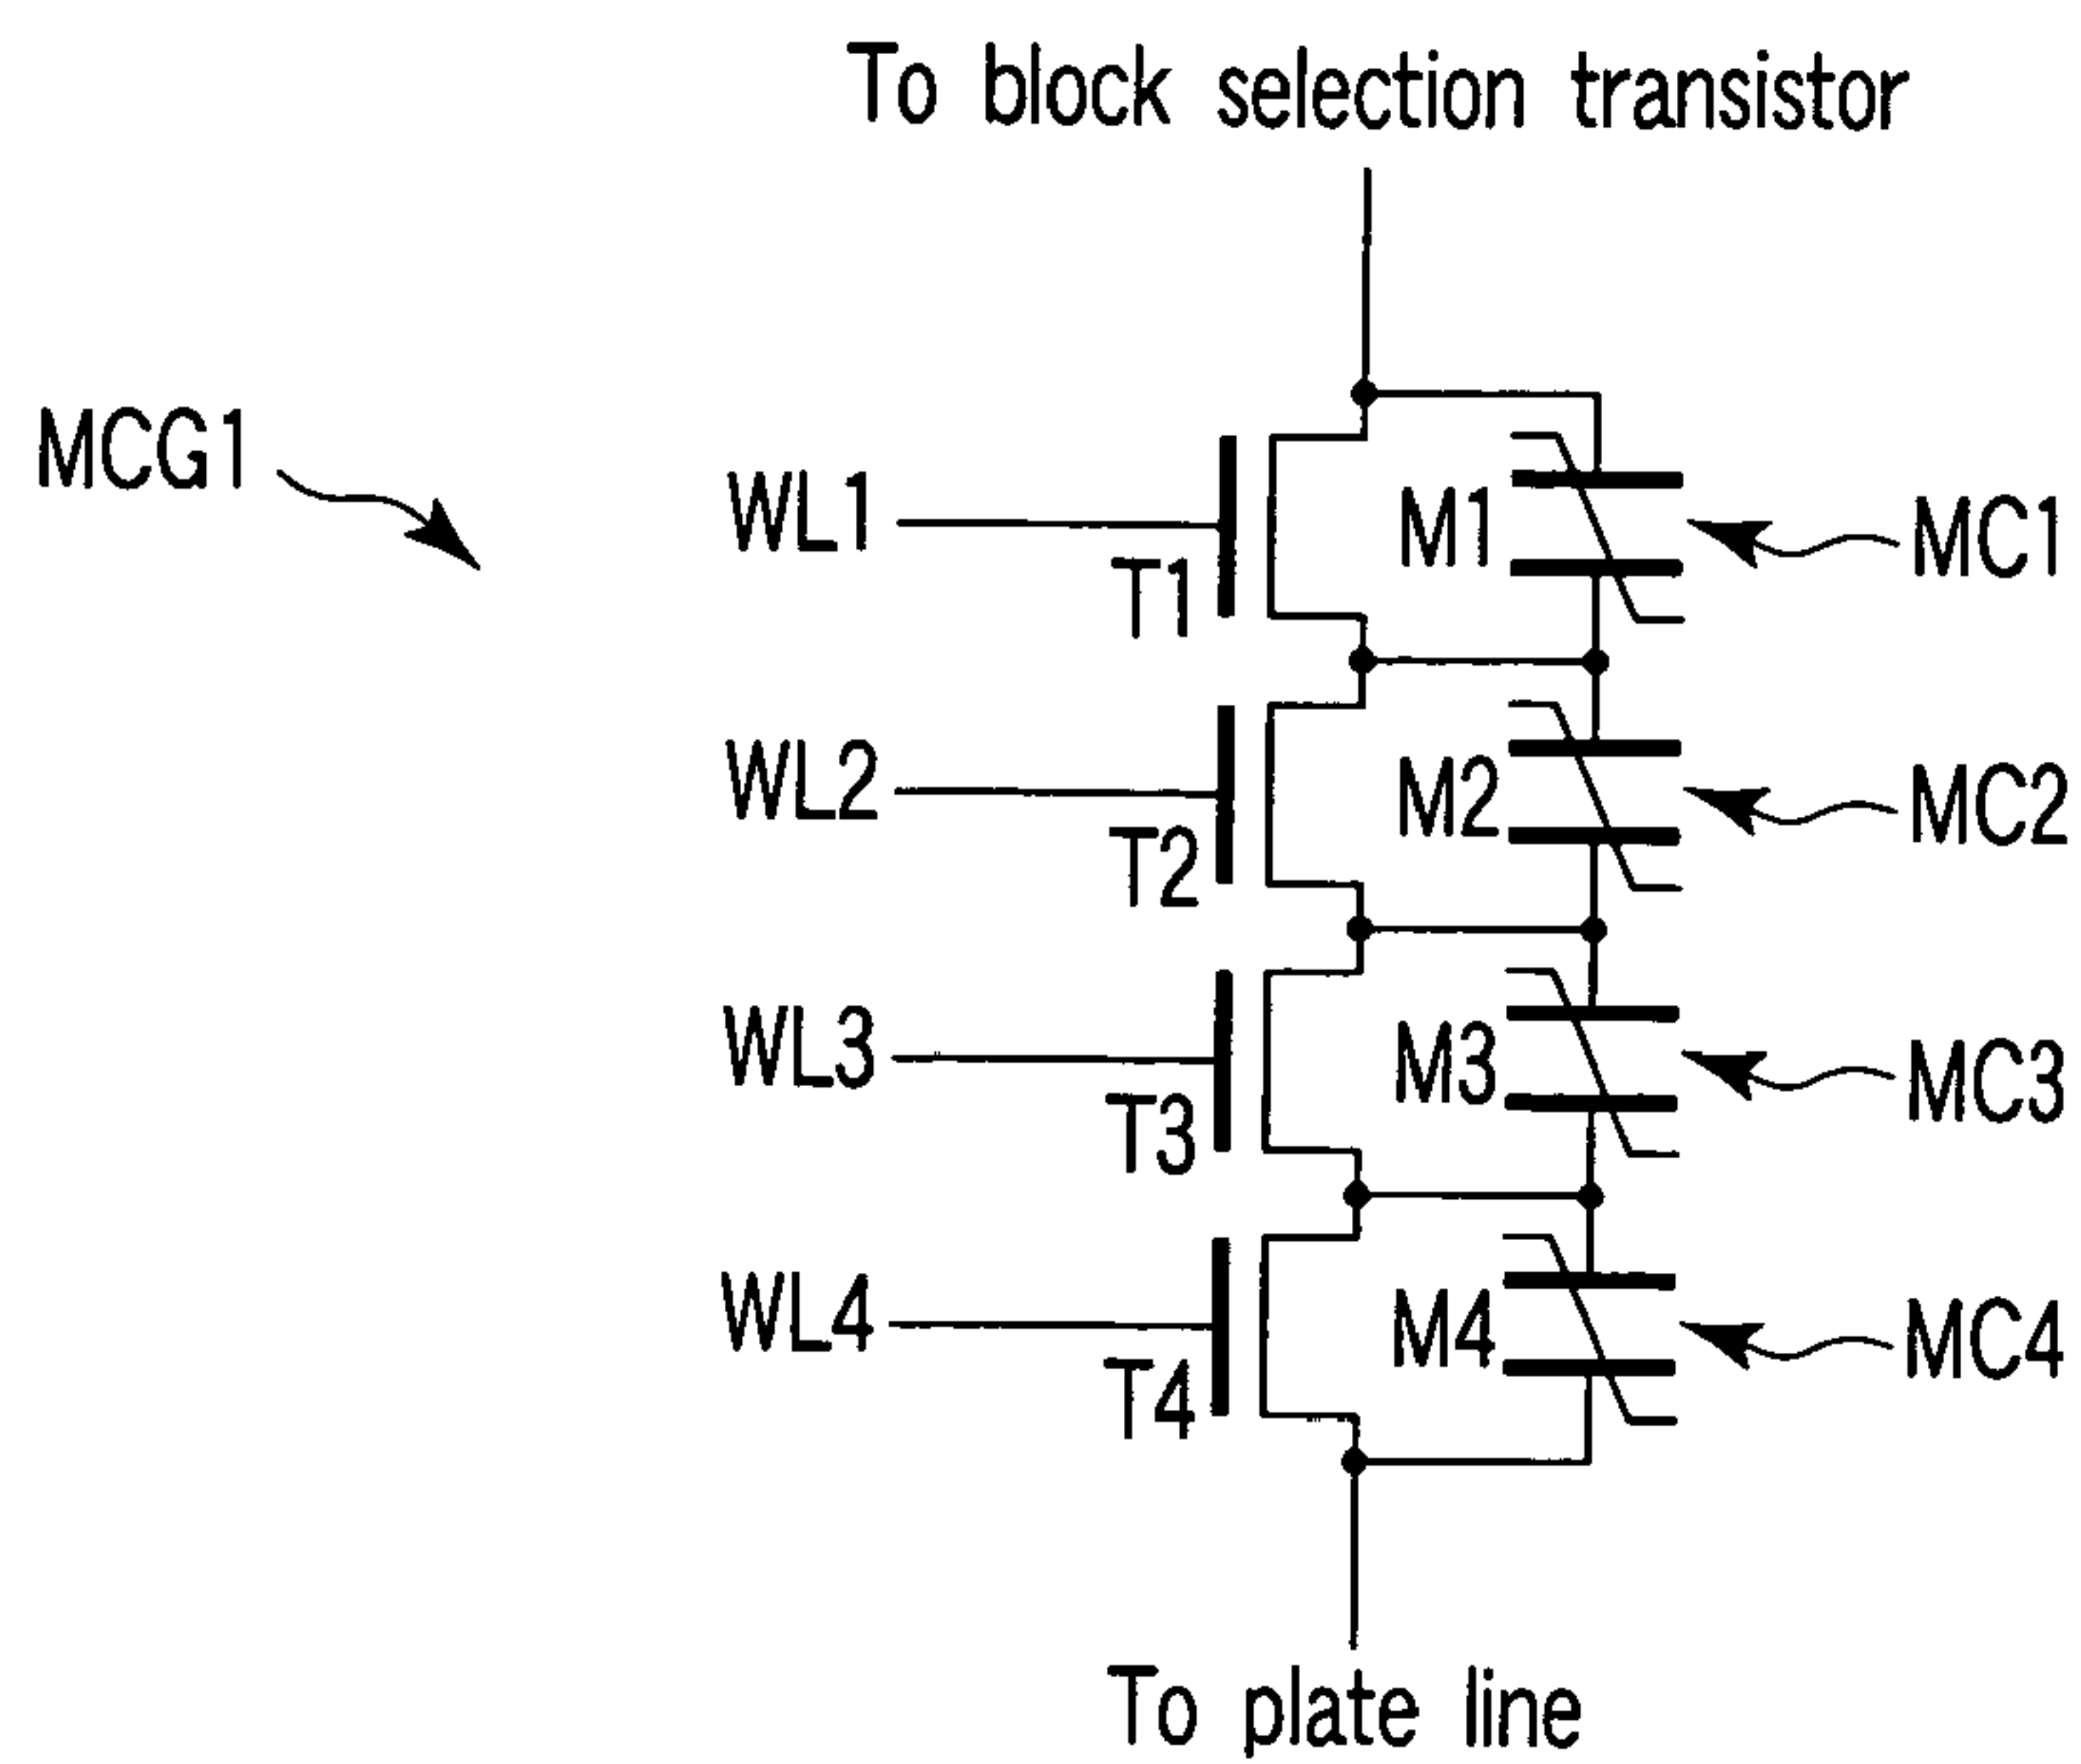 To block selection transistor
MCG1
WL1
T1
M1
MC1
WL2
T2
M2
MC2
WL3
T3
M3
MC3
WL4
T4
M4
MC4
To plate line